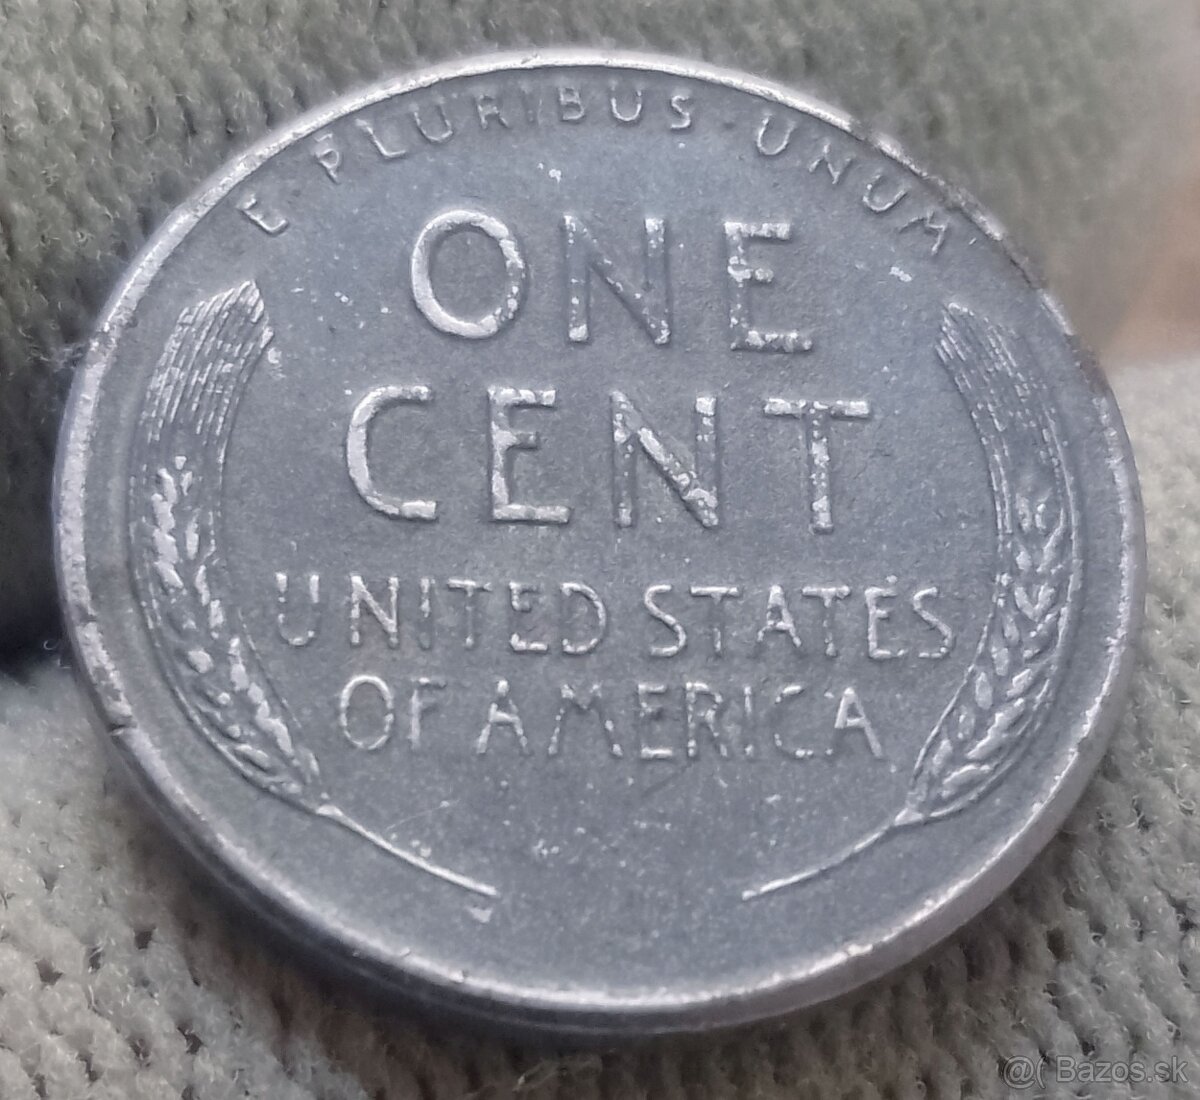 E · PLURIBUS · UNUM
ONE
CENT
UNITED STATES
OF AMERICA
@( Bazos.sk